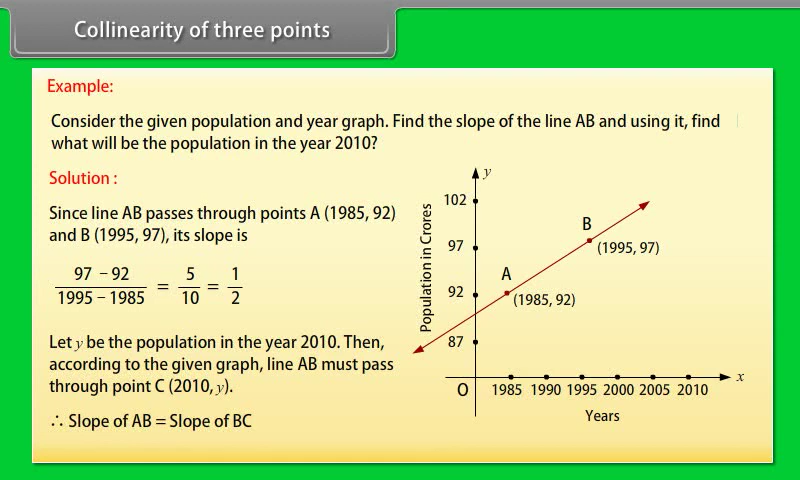 Collinearity of three points
Example:
Consider the given population and year graph. Find the slope of the line AB and using it, find
what will be the population in the year 2010?
Solution :
Since line AB passes through points A (1985, 92)
and B (1995, 97), its slope is
97 – 92
1995 – 1985
=
5
10
=
1
2
Let y be the population in the year 2010. Then,
according to the given graph, line AB must pass
through point C (2010, y).
∴ Slope of AB = Slope of BC
y
102
97
92
87
Population in Crores
B
(1995, 97)
A
(1985, 92)
O
1985 1990 1995 2000 2005 2010
x
Years